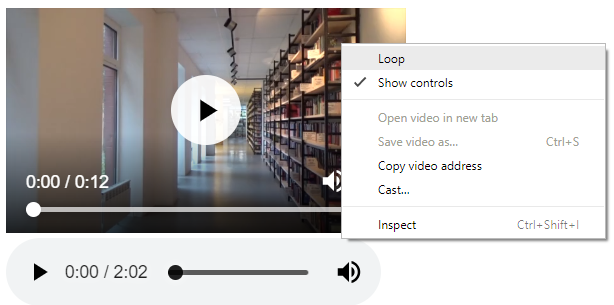 Loop
Show controls
Open video in new tab
Save video as... Ctrl+S
Copy video address
Cast...
Inspect Ctrl+Shift+I
0:00 / 0:12
0:00 / 2:02